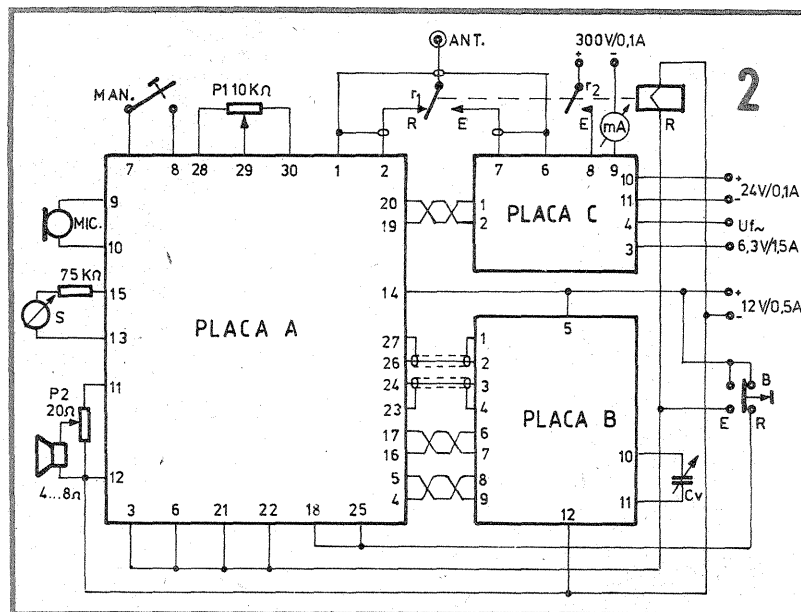 ANT.
300V/0,1A
+ -
2
MAN.
P1 10KΩ
r1
r2
R E
E
mA
R
7 8 28 29 30 1 2
7 6 8 9
9
MIC.
10
75KΩ
15
S
13
11
P2
20Ω
12
4...8Ω
PLACA A
20
19
14
27
26
24
23
17
16
5
4
3 6 21 22 18 25
1
2
PLACA C
10
11
4
3
+
24V/0,1A
-
Uf~
6,3V/1,5A
+
12V/0,5A
-
5
1
2
3
4
PLACA B
6
7
8
9
10
11
12
Cv
B
E R